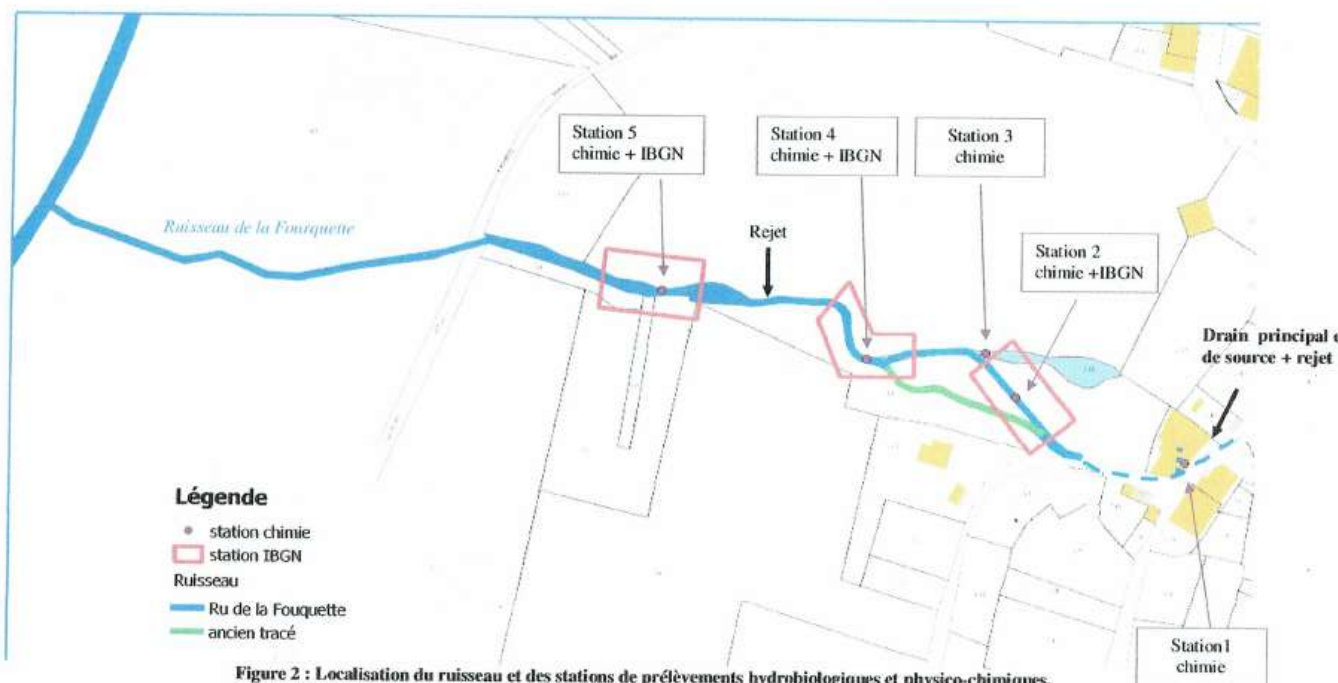 Station 5
chimie + IBGN
Station 4
chimie + IBGN
Station 3
chimie
Ruisseau de la Fourquette
Rejet
Station 2
chimie +IBGN
Drain principal
de source + rejet
Légende
station chimie
station IBGN
Ruisseau
Ru de la Fouquette
ancien tracé
Station1
chimie
Figure 2 : Localisation du ruisseau et des stations de prélèvements hydrobiologiques et physico-chimiques.